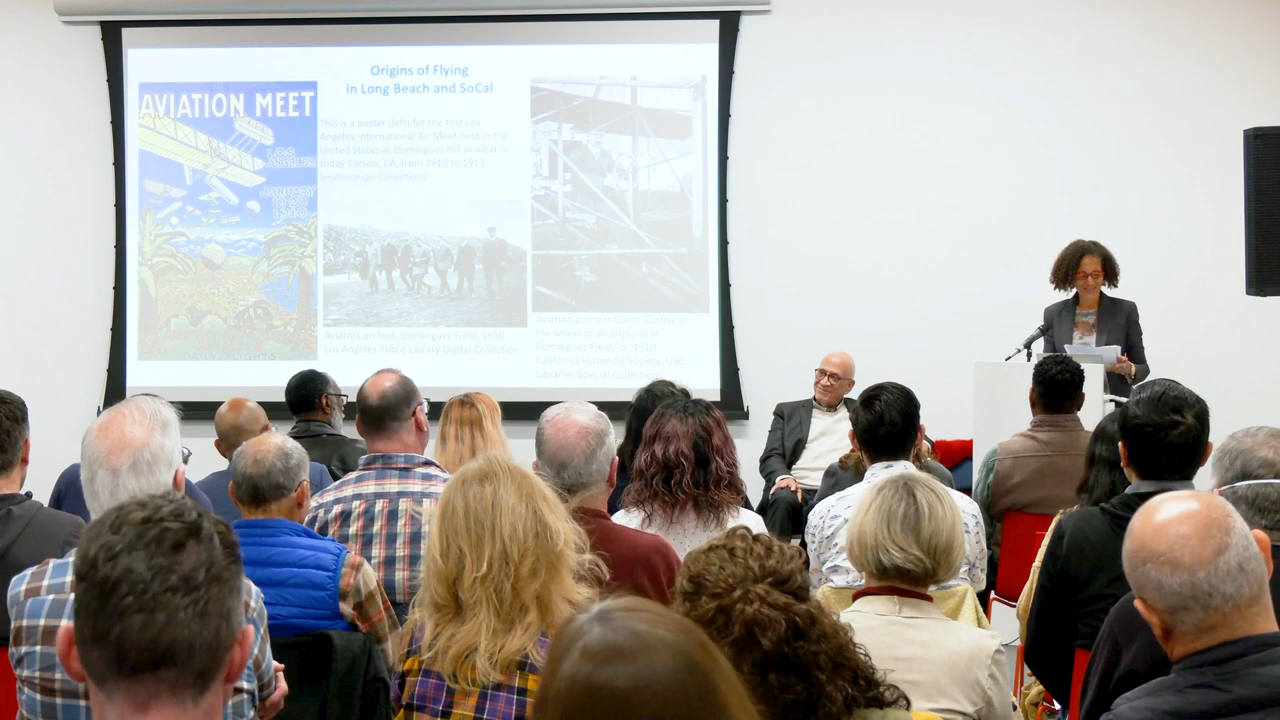 Origins of Flying
in Long Beach and SoCal
AVIATION MEET
LOS
ANGELES
JANUARY
10-20
1910
DAILY FLIGHTS
This is a poster (left) for the first Los
Angeles International Air Meet held in the
United States at Dominguez Hill in what is
today Carson, CA, from 1910 to 1913.
Smithsonian Collections
Aviators on foot, Dominguez Field, 1910
Los Angeles Public Library Digital Collection
Aviation pioneer Glenn Curtiss at
the wheel of an airplane at
Dominguez Field, ca. 1910
California Historical Society, USC
Libraries Special Collections